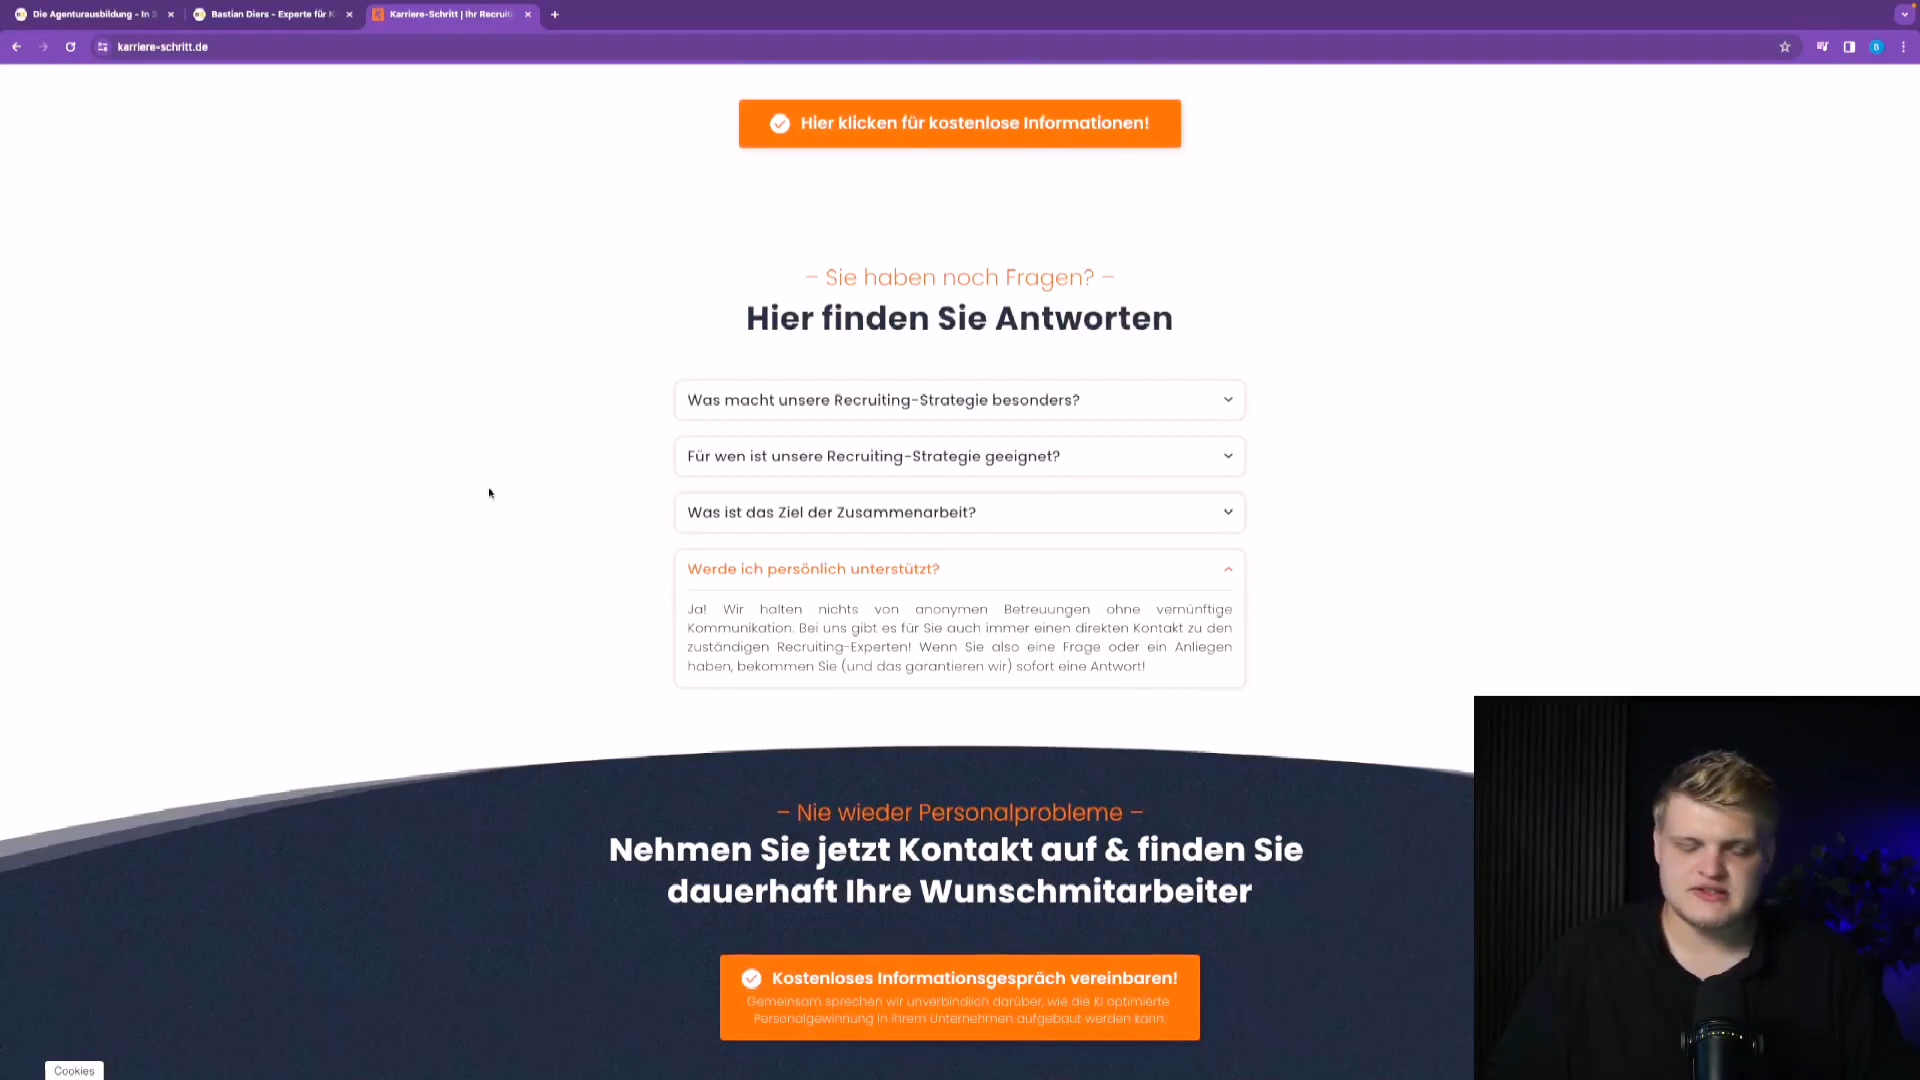 Die Agenturausbildung - In 3
Bastian Diers - Experte für K
Karriere-Schritt | Ihr Recruit
karriere-schritt.de
B
Hier klicken für kostenlose Informationen!
– Sie haben noch Fragen? –
Hier finden Sie Antworten
Was macht unsere Recruiting-Strategie besonders?
Für wen ist unsere Recruiting-Strategie geeignet?
Was ist das Ziel der Zusammenarbeit?
Werde ich persönlich unterstützt?
Ja! Wir halten nichts von anonymen Betreuungen ohne vernünftige
Kommunikation. Bei uns gibt es für Sie auch immer einen direkten Kontakt zu den
zuständigen Recruiting-Experten! Wenn Sie also eine Frage oder ein Anliegen
haben, bekommen Sie (und das garantieren wir) sofort eine Antwort!
– Nie wieder Personalprobleme –
Nehmen Sie jetzt Kontakt auf & finden Sie
dauerhaft Ihre Wunschmitarbeiter
Kostenloses Informationsgespräch vereinbaren!
Gemeinsam sprechen wir unverbindlich darüber, wie die KI optimierte
Personalgewinnung in Ihrem Unternehmen aufgebaut werden kann.
Cookies